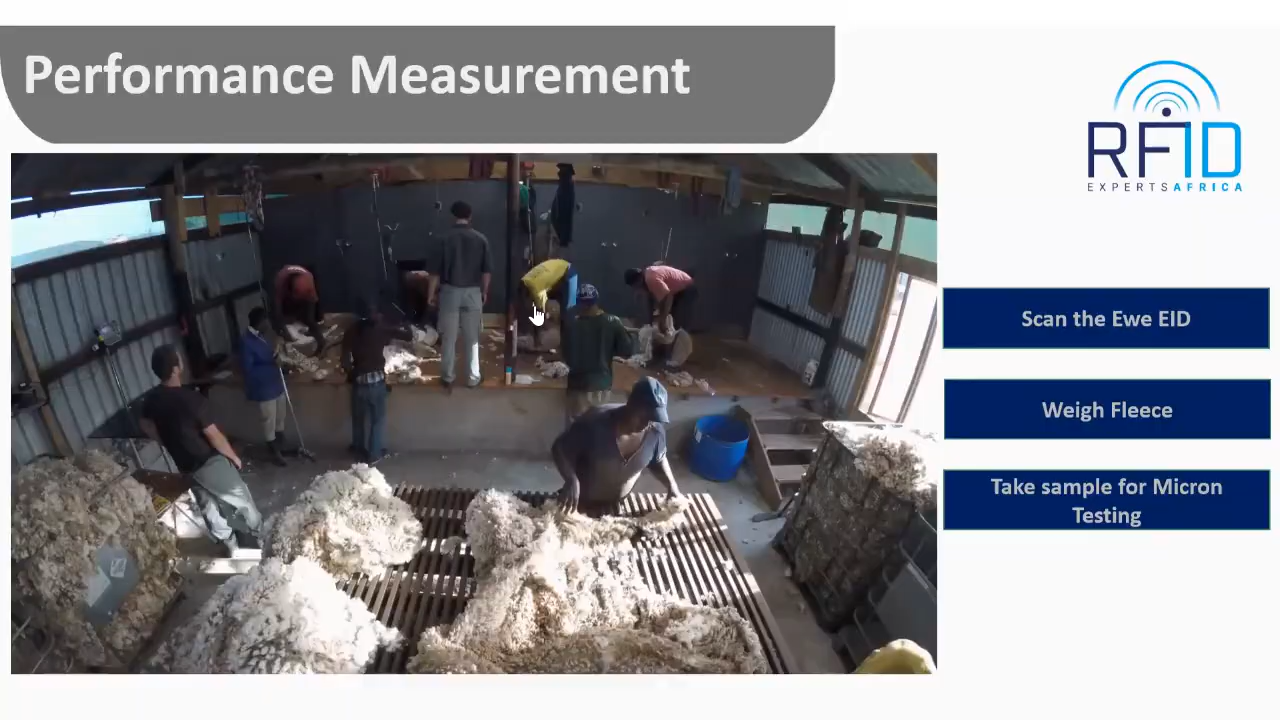 Performance Measurement
RFID
EXPERTSAFRICA
Scan the Ewe EID
Weigh Fleece
Take sample for Micron
Testing